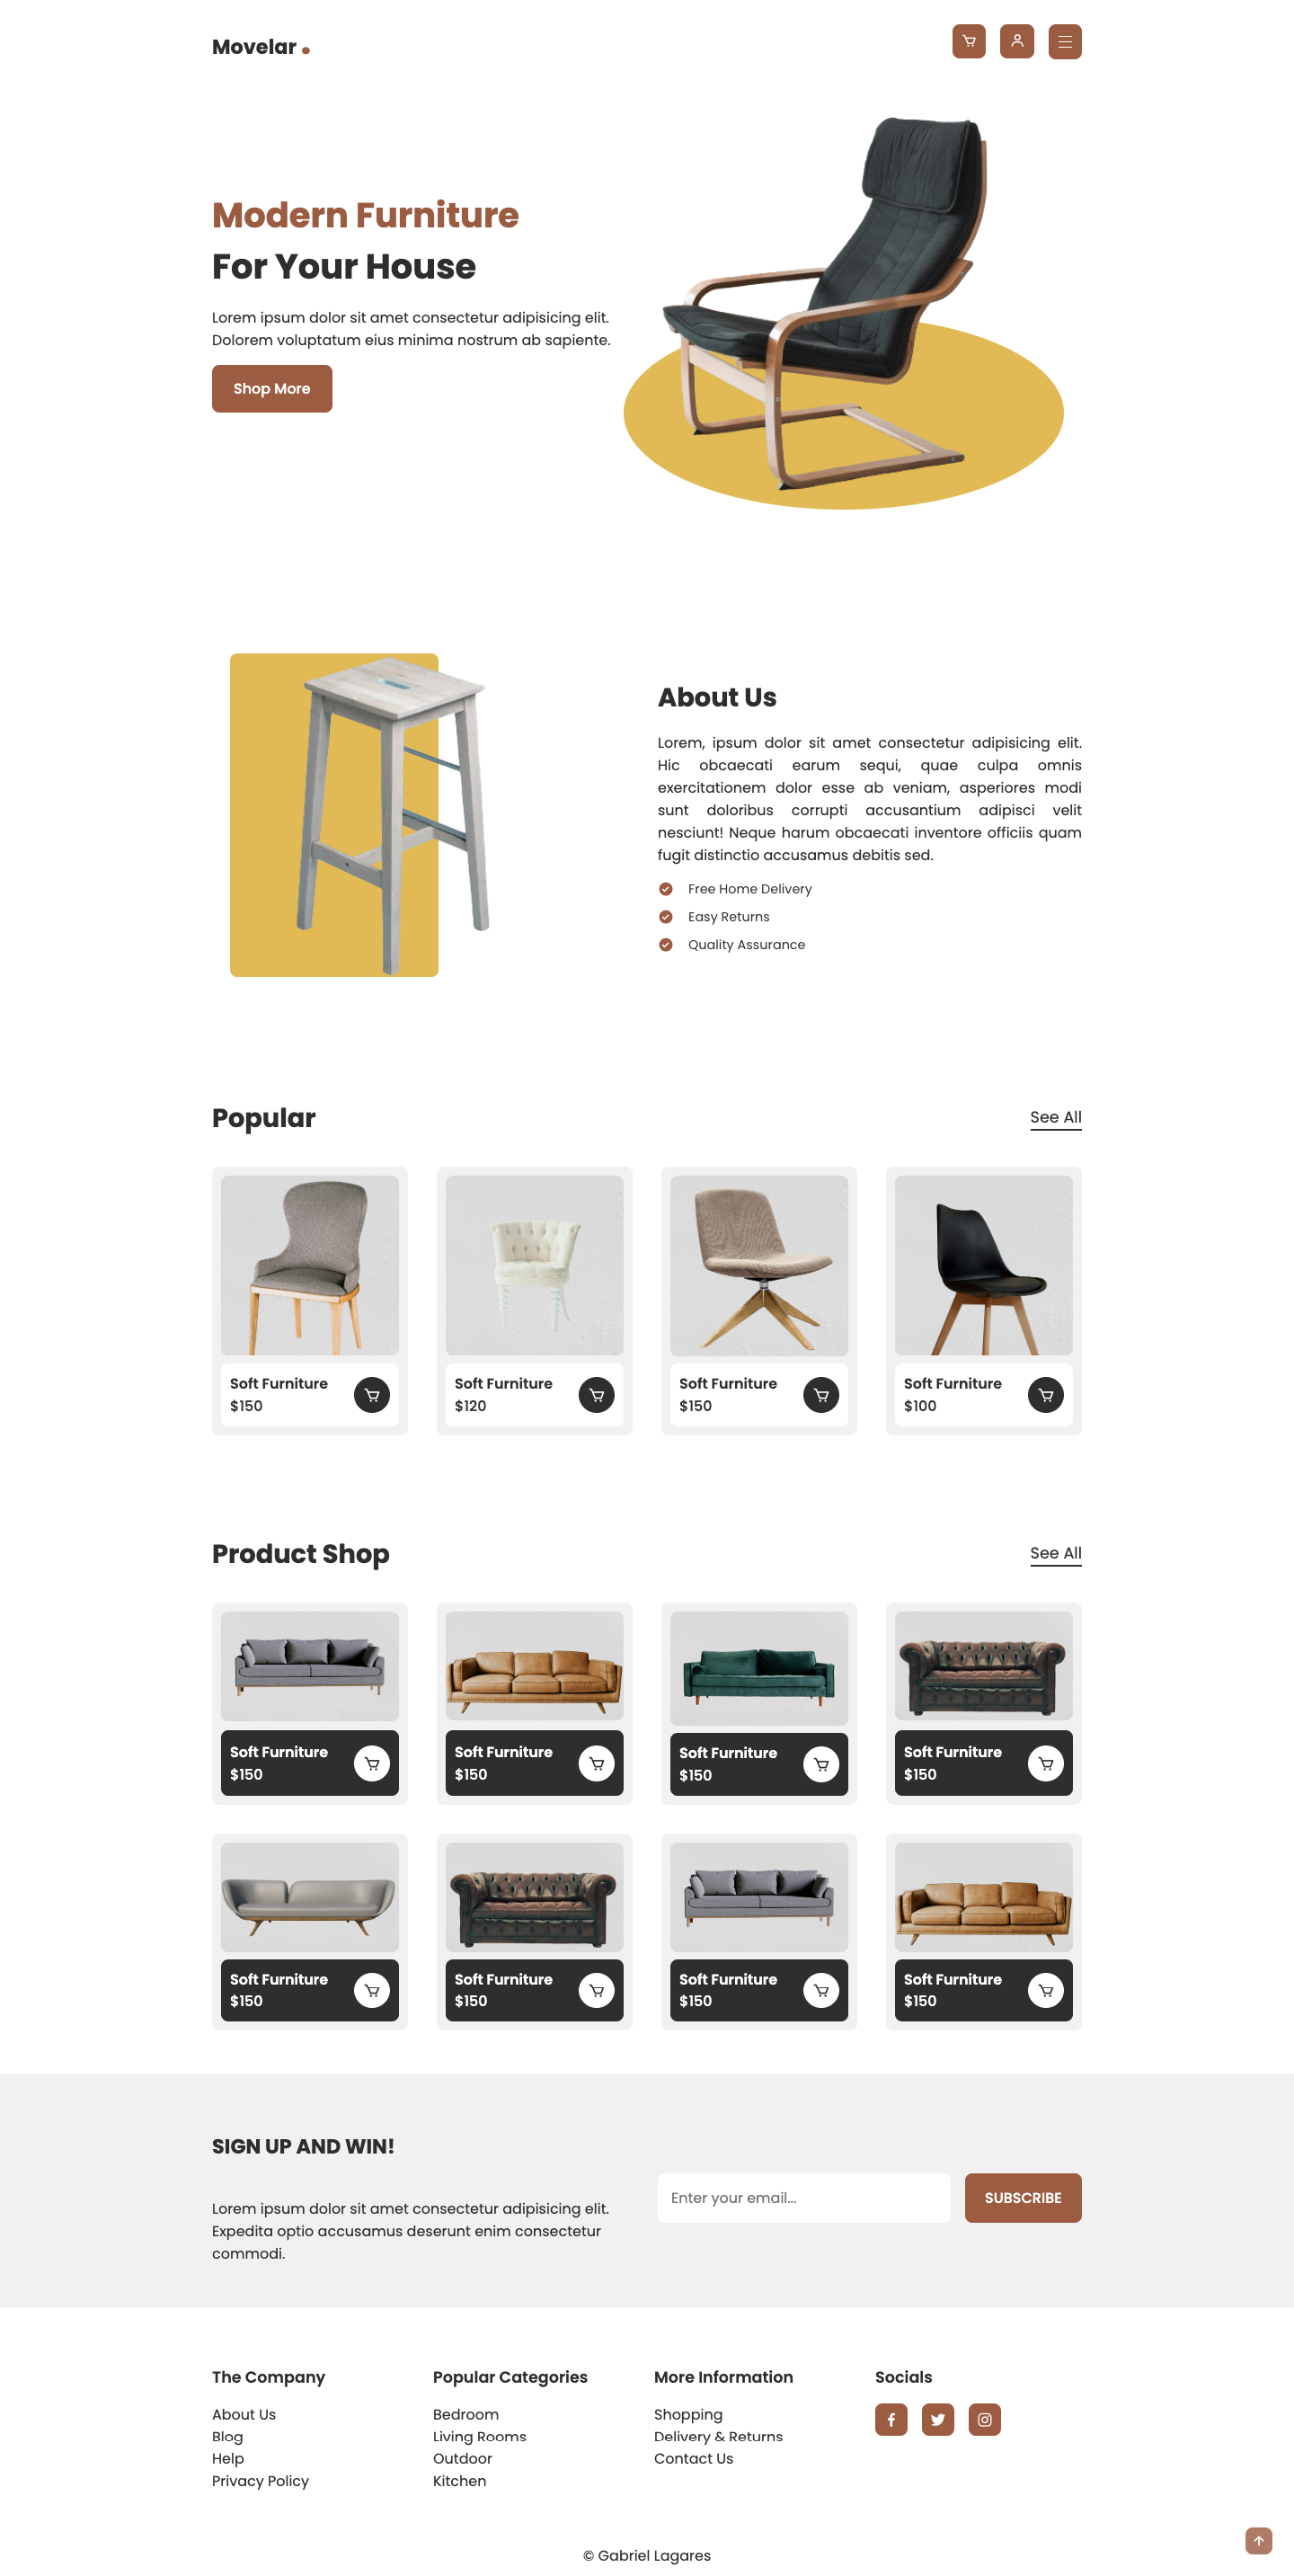 Movelar
Modern Furniture
For Your House
Lorem ipsum dolor sit amet consectetur adipisicing elit.
Dolorem voluptatum eius minima nostrum ab sapiente.
Shop More
About Us
Lorem, ipsum dolor sit amet consectetur adipisicing elit.
Hic obcaecati earum sequi, quae culpa omnis
exercitationem dolor esse ab veniam, asperiores modi
sunt doloribus corrupti accusantium adipisci velit
nesciunt! Neque harum obcaecati inventore officiis quam
fugit distinctio accusamus debitis sed.
Free Home Delivery
Easy Returns
Quality Assurance
Popular
See All
Soft Furniture
$150
Soft Furniture
$120
Soft Furniture
$150
Soft Furniture
$100
Product Shop
See All
Soft Furniture
$150
Soft Furniture
$150
Soft Furniture
$150
Soft Furniture
$150
Soft Furniture
$150
Soft Furniture
$150
Soft Furniture
$150
Soft Furniture
$150
SIGN UP AND WIN!
Lorem ipsum dolor sit amet consectetur adipisicing elit.
Expedita optio accusamus deserunt enim consectetur
commodi.
Enter your email...
SUBSCRIBE
The Company
About Us
Blog
Help
Privacy Policy
Popular Categories
Bedroom
Living Rooms
Outdoor
Kitchen
More Information
Shopping
Delivery & Returns
Contact Us
Socials
© Gabriel Lagares